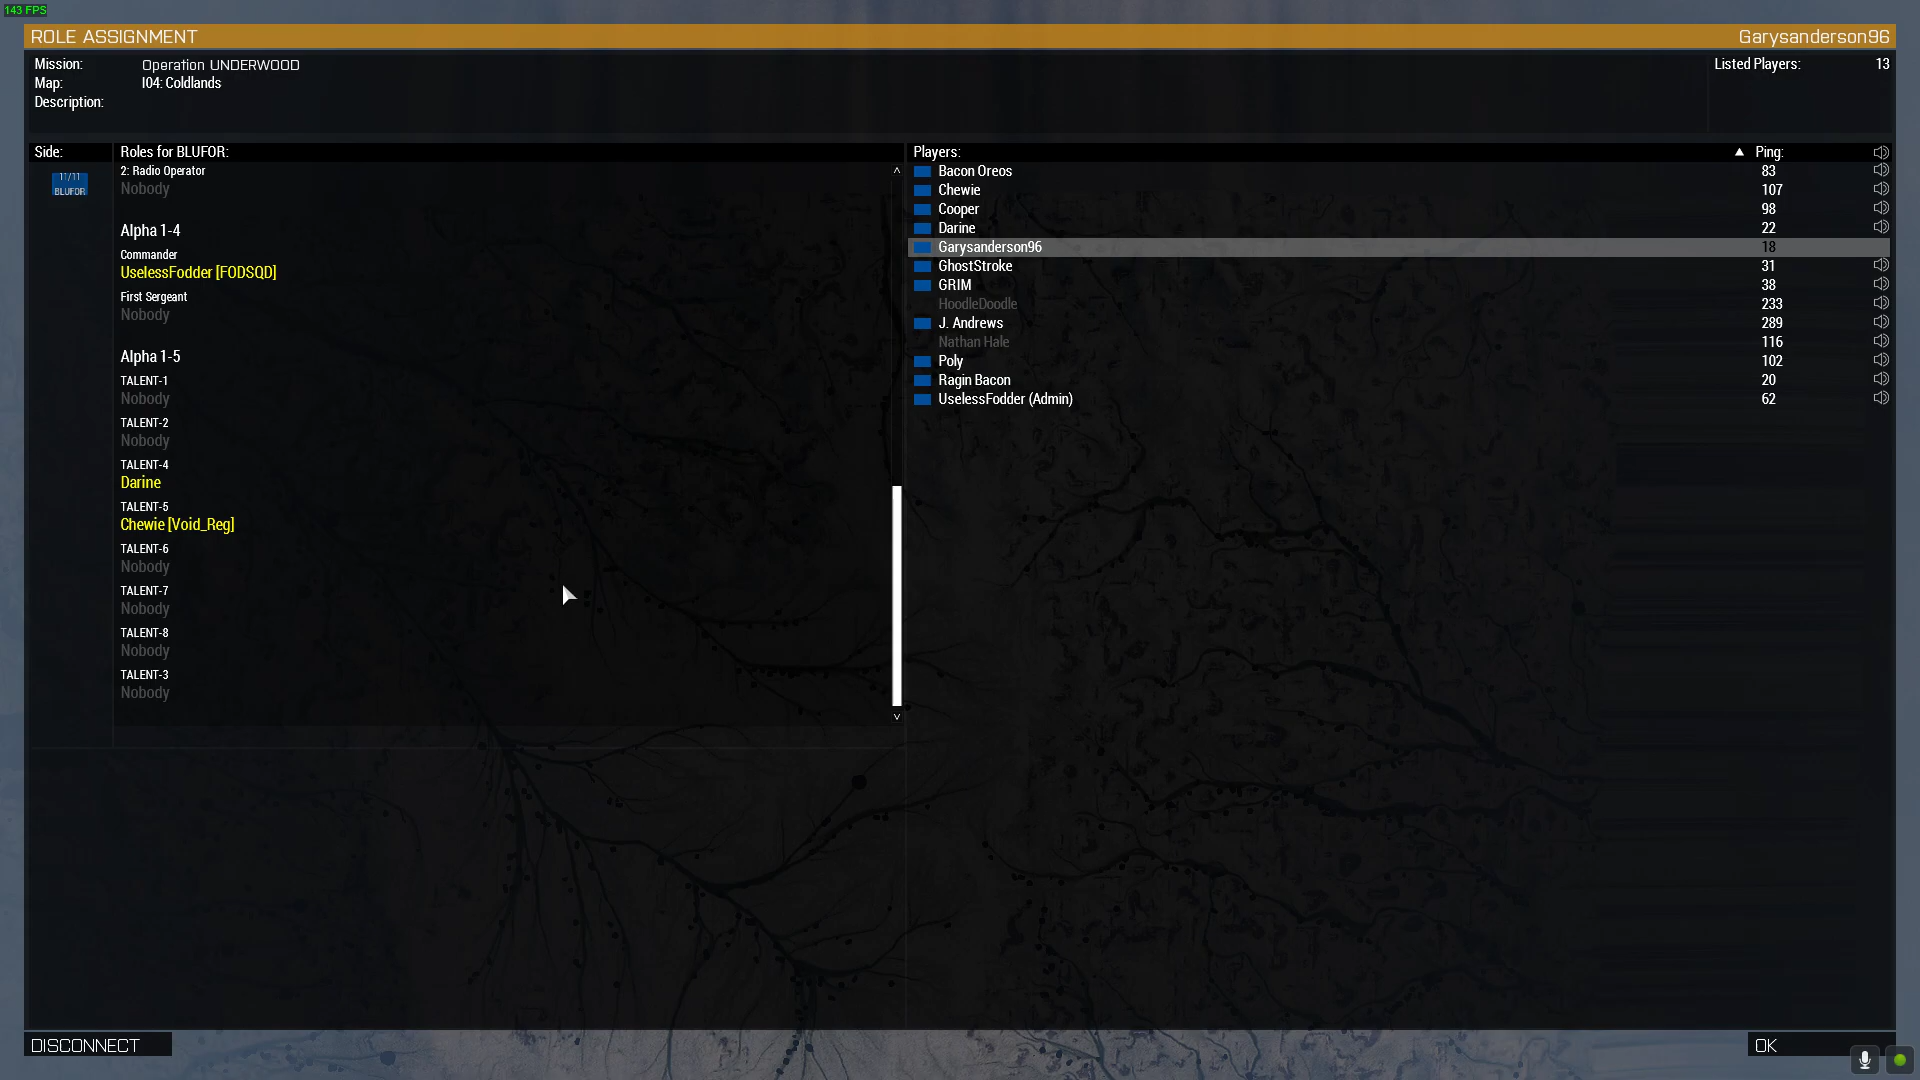 143 FPS
ROLE ASSIGNMENT
Garysanderson96
Mission: Operation UNDERWOOD
Listed Players: 13
Map: I04: Coldlands
Description:
Side:
11/11
BLUFOR
Roles for BLUFOR:
2: Radio Operator
Nobody
Alpha 1-4
Commander
UselessFodder [FODSQD]
First Sergeant
Nobody
Alpha 1-5
TALENT-1
Nobody
TALENT-2
Nobody
TALENT-4
Darine
TALENT-5
Chewie [Void_Reg]
TALENT-6
Nobody
TALENT-7
Nobody
TALENT-8
Nobody
TALENT-3
Nobody
Players: Ping:
Bacon Oreos 83
Chewie 107
Cooper 98
Darine 22
Garysanderson96 18
GhostStroke 31
GRIM 38
HoodleDoodle 233
J. Andrews 289
Nathan Hale 116
Poly 102
Ragin Bacon 20
UselessFodder (Admin) 62
DISCONNECT
OK